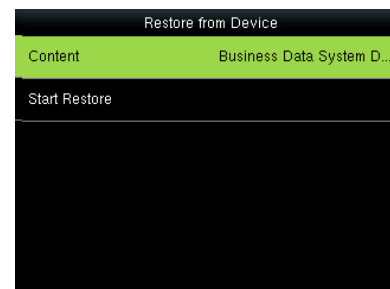 Restore from Device
Content Business Data System D...
Start Restore